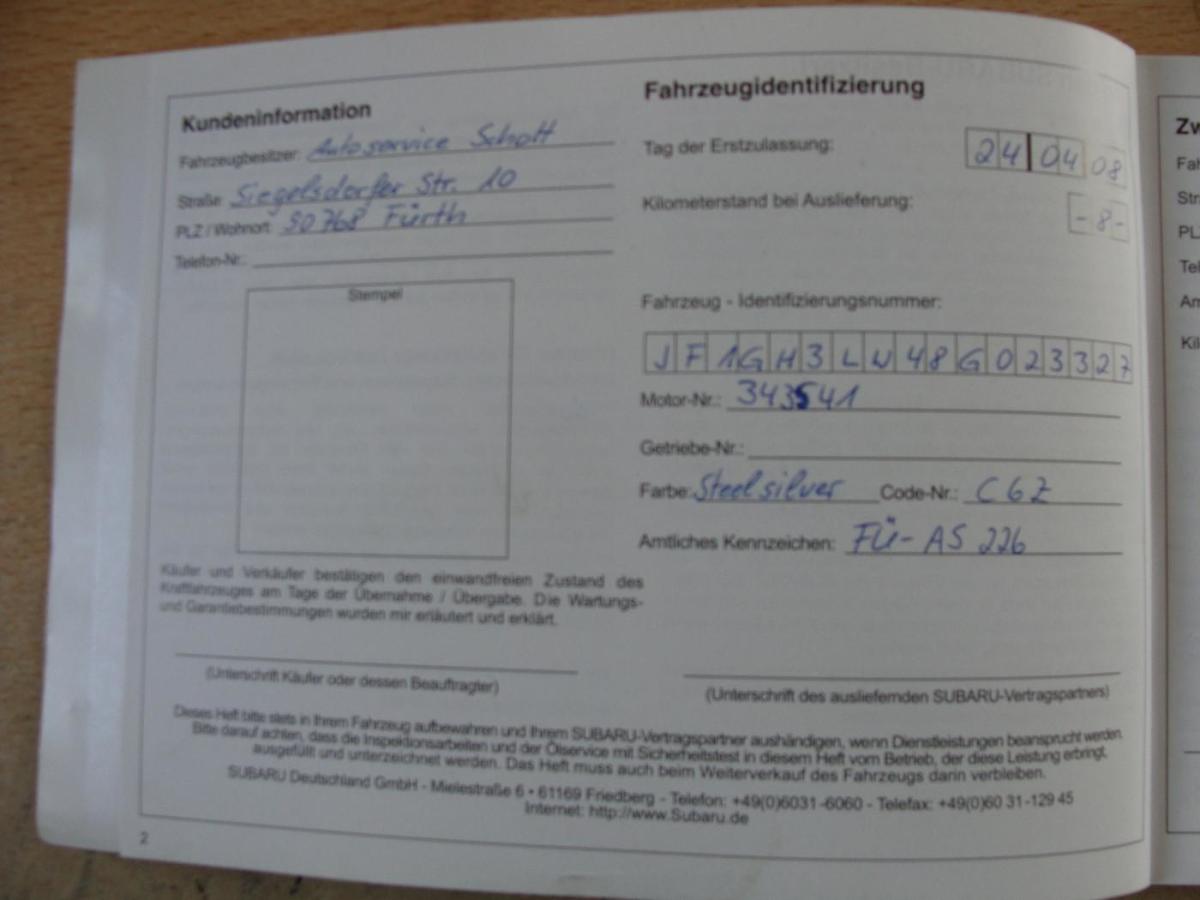 Kundeninformation
Fahrzeugbesitzer: Autoservice Schott
Straße Siegelsdorfer Str. 10
PLZ / Wohnort: 90768 Fürth
Telefon-Nr.:
Stempel
Käufer und Verkäufer bestätigen den einwandfreien Zustand des
Kraftfahrzeuges am Tage der Übernahme / Übergabe. Die Wartungs-
und Garantiebestimmungen wurden mir erläutert und erklärt.
(Unterschrift Käufer oder dessen Beauftragter)
Fahrzeugidentifizierung
Tag der Erstzulassung: 24 04 08
Kilometerstand bei Auslieferung: - 8 -
Fahrzeug - Identifizierungsnummer:
JF1GH3LW48G023327
Motor-Nr.: 343541
Getriebe-Nr.:
Farbe: Steelsilver Code-Nr.: C6Z
Amtliches Kennzeichen: FÜ-AS 226
(Unterschrift des ausliefernden SUBARU-Vertragspartners)
Dieses Heft bitte stets in Ihrem Fahrzeug aufbewahren und Ihrem SUBARU-Vertragspartner aushändigen, wenn Dienstleistungen beansprucht werden.
Bitte darauf achten, dass die Inspektionsarbeiten und der Ölservice mit Sicherheitstest in diesem Heft vom Betrieb, der diese Leistung erbringt,
ausgefüllt und unterzeichnet werden. Das Heft muss auch beim Weiterverkauf des Fahrzeugs darin verbleiben.
SUBARU Deutschland GmbH - Mielestraße 6 • 61169 Friedberg - Telefon: +49(0)6031-6060 - Telefax: +49(0)60 31-129 45
Internet: http://www.Subaru.de
2
Zw
Fah
Str
PLZ
Tel
Am
Kil